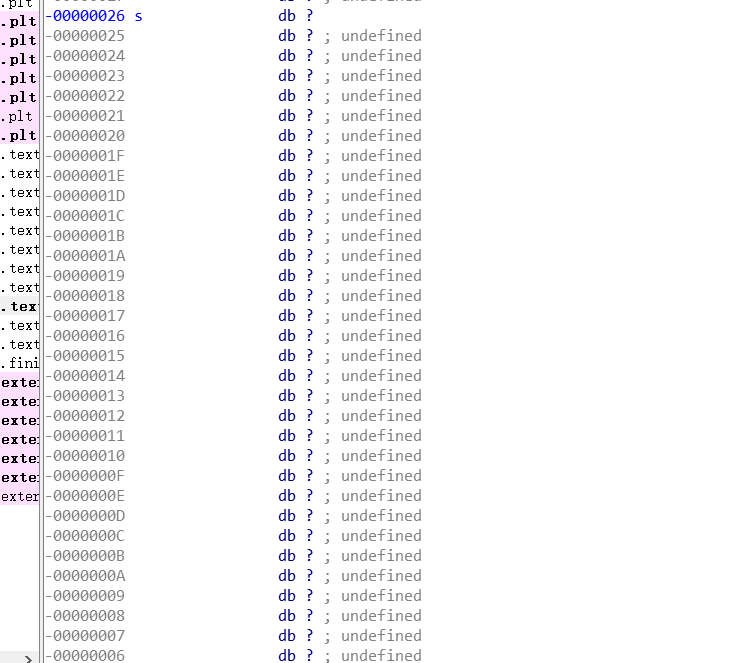 .plt
.plt
.plt
.plt
.plt
.plt
.plt
.plt
.text
.text
.text
.text
.text
.text
.text
.text
.tex
.text
.text
.fini
exte
exte
exte
exte
exte
exte
exter
-00000026 s db ?
-00000025 db ? ; undefined
-00000024 db ? ; undefined
-00000023 db ? ; undefined
-00000022 db ? ; undefined
-00000021 db ? ; undefined
-00000020 db ? ; undefined
-0000001F db ? ; undefined
-0000001E db ? ; undefined
-0000001D db ? ; undefined
-0000001C db ? ; undefined
-0000001B db ? ; undefined
-0000001A db ? ; undefined
-00000019 db ? ; undefined
-00000018 db ? ; undefined
-00000017 db ? ; undefined
-00000016 db ? ; undefined
-00000015 db ? ; undefined
-00000014 db ? ; undefined
-00000013 db ? ; undefined
-00000012 db ? ; undefined
-00000011 db ? ; undefined
-00000010 db ? ; undefined
-0000000F db ? ; undefined
-0000000E db ? ; undefined
-0000000D db ? ; undefined
-0000000C db ? ; undefined
-0000000B db ? ; undefined
-0000000A db ? ; undefined
-00000009 db ? ; undefined
-00000008 db ? ; undefined
-00000007 db ? ; undefined
-00000006 db ? ; undefined